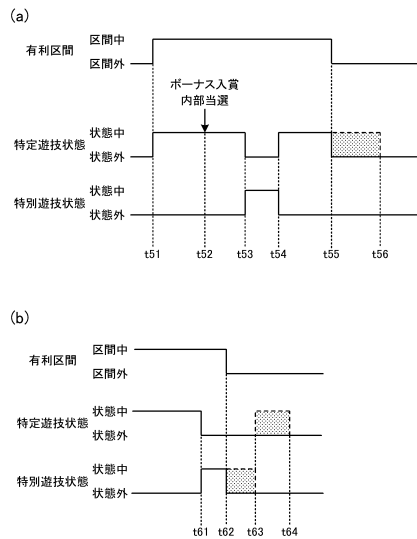 (a)
有利区間
区間中
区間外
ボーナス入賞
内部当選
特定遊技状態
状態中
状態外
特別遊技状態
状態中
状態外
t51 t52 t53 t54 t55 t56
(b)
有利区間
区間中
区間外
特定遊技状態
状態中
状態外
特別遊技状態
状態中
状態外
t61 t62 t63 t64